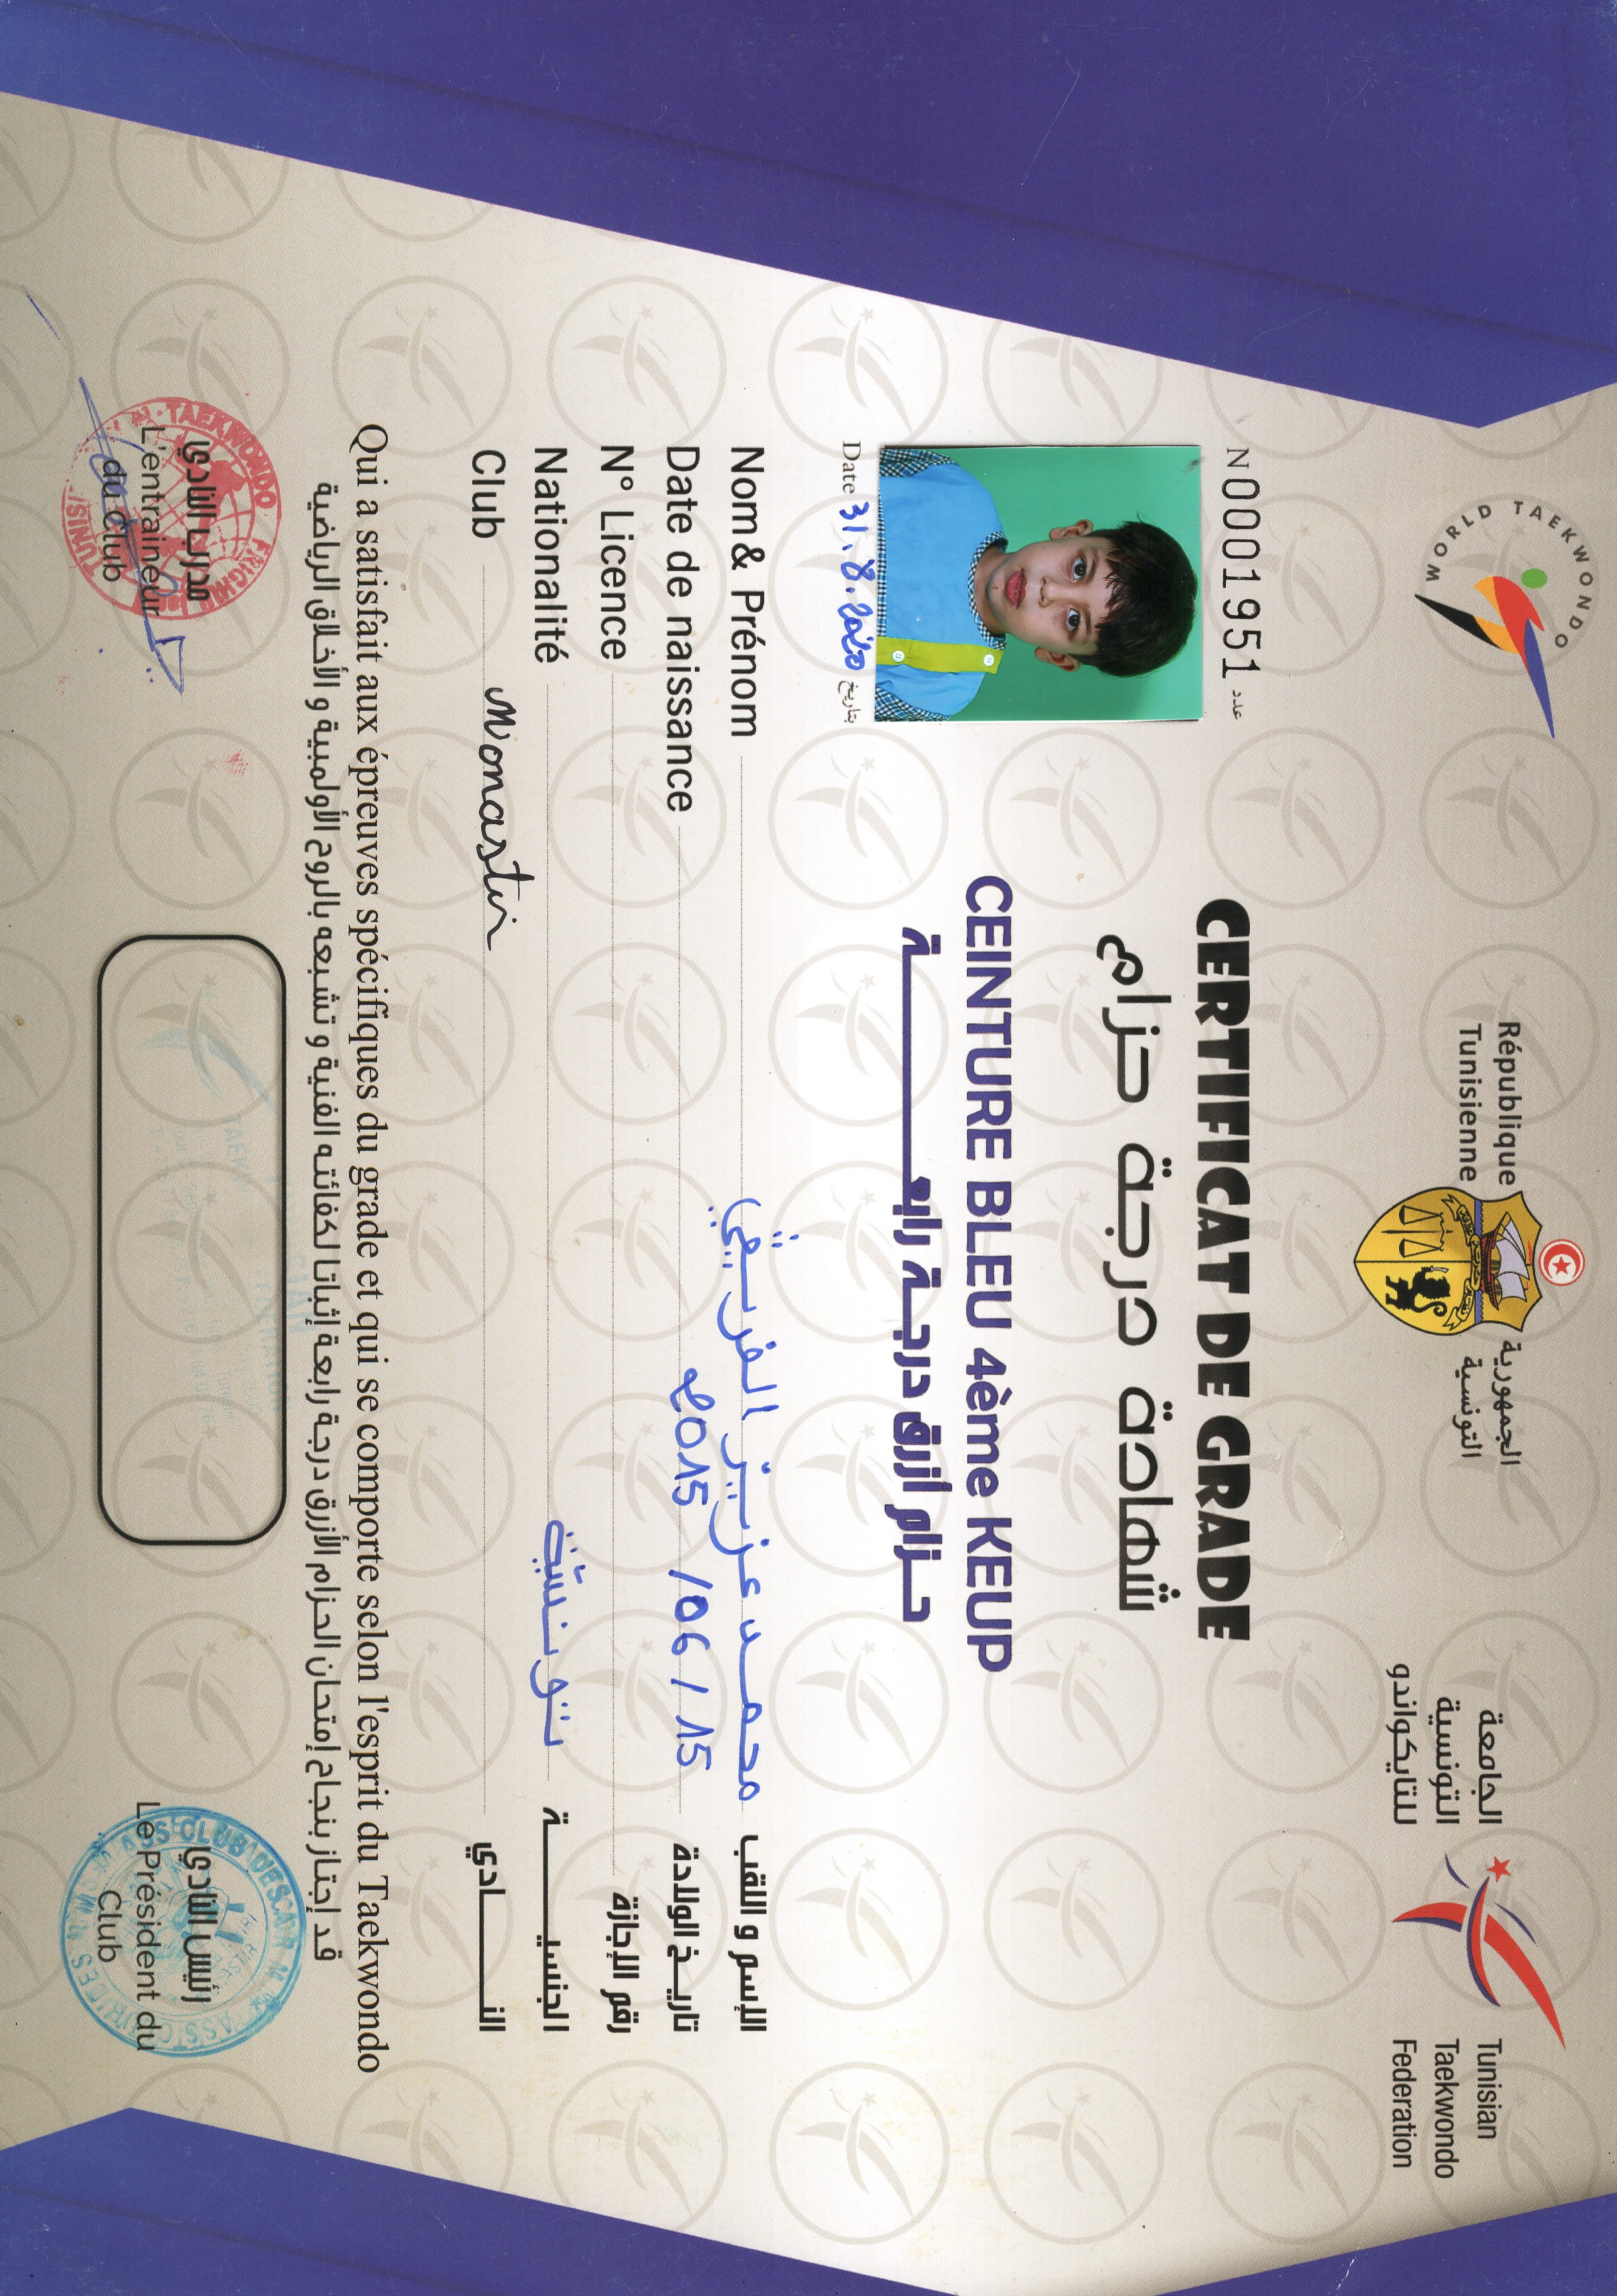 WORLD TAEKWONDO
République
Tunisienne
الجمهورية
التونسية
الجامعة
التونسية
للتايكواندو
Tunisian
Taekwondo
Federation
N00001951 عدد
CERTIFICAT DE GRADE
شهادة درجة حزام
CEINTURE BLEU 4ème KEUP
حزام أزرق درجة رابعة
Date 31.8.2020 بتاريخ
Nom& Prénom محمد عزيز الفريقي الإسم و اللقب
Date de naissance 2015 /06 / 15 تاريخ الولادة
N° Licence رقم الإجازة
Nationalité تونسية الجنسية
Club Monastir النادي
Qui a satisfait aux épreuves spécifiques du grade et qui se comporte selon l'esprit du Taekwondo
قد إجتاز بنجاح إمتحان الحزام الأزرق درجة رابعة إثباتا لكفائته الفنية و تشبعه بالروح الأولمبية و الأخلاق الرياضية
مدرب النادي
L'entraineur
du Club
TAEKWONDO
رئيس النادي
Le Président du
Club